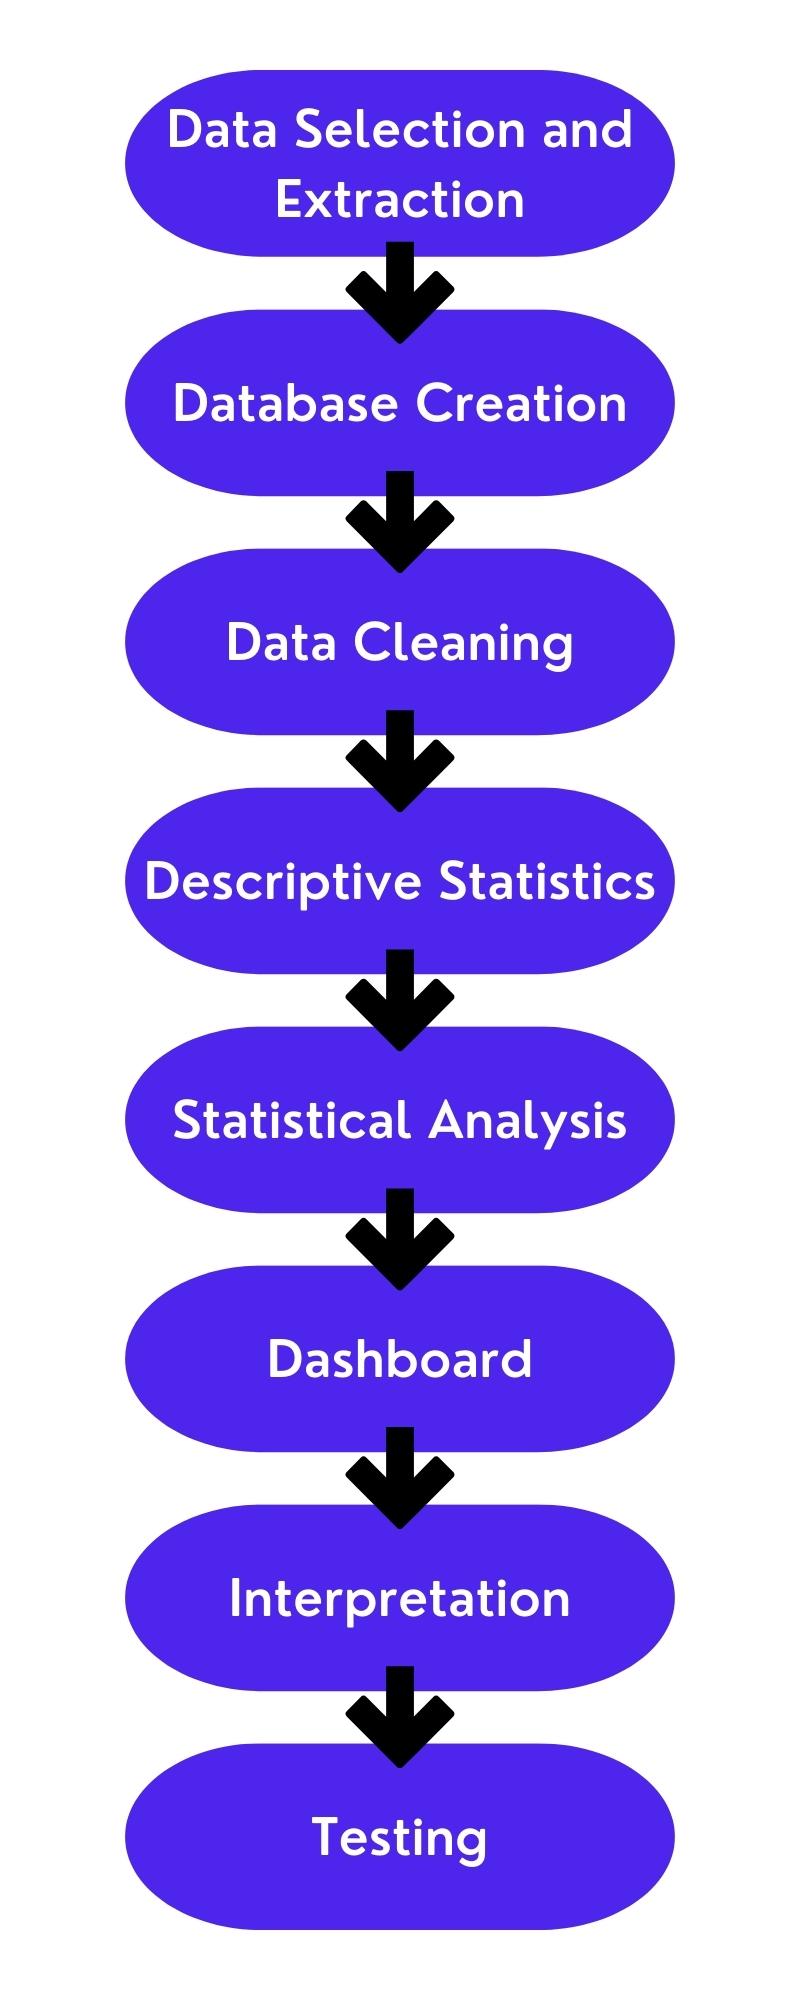 Data Selection and
Extraction
Database Creation
Data Cleaning
Descriptive Statistics
Statistical Analysis
Dashboard
Interpretation
Testing